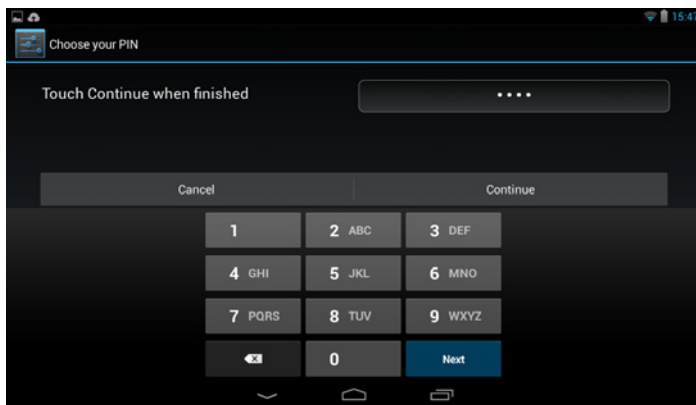 15:47
Choose your PIN
Touch Continue when finished ••••
Cancel Continue
1 2 ABC 3 DEF
4 GHI 5 JKL 6 MNO
7 PQRS 8 TUV 9 WXYZ
0 Next